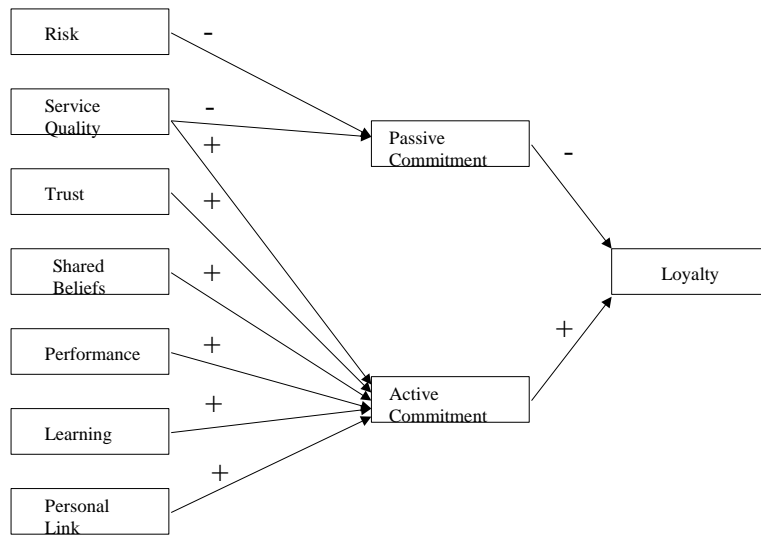 Risk
-
Service
Quality
-
+
Passive
Commitment
-
Trust
+
Shared
Beliefs
+
Loyalty
Performance
+
+
Active
Commitment
Learning
+
Personal
Link
+